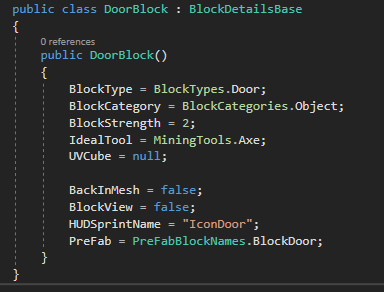 public class DoorBlock : BlockDetailsBase
{
0 references
public DoorBlock()
{
BlockType = BlockTypes.Door;
BlockCategory = BlockCategories.Object;
BlockStrength = 2;
IdealTool = MiningTools.Axe;
UVCube = null;
BackInMesh = false;
BlockView = false;
HUDSprintName = "IconDoor";
PreFab = PreFabBlockNames.BlockDoor;
}
}